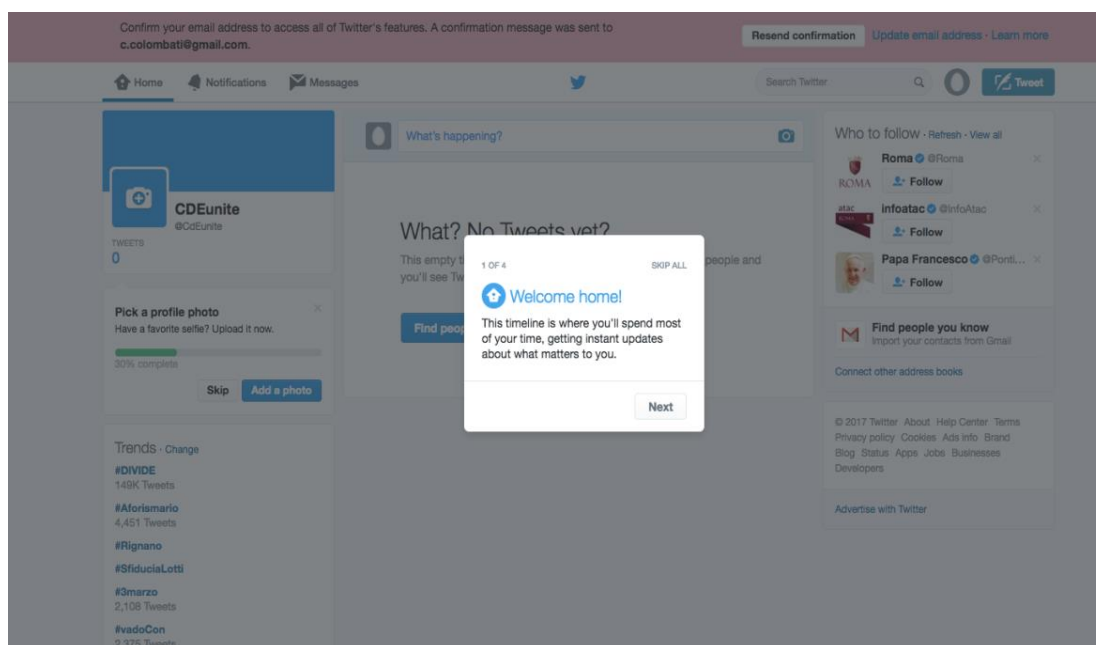 Confirm your email address to access all of Twitter's features. A confirmation message was sent to
c.colombati@gmail.com.
Resend confirmation
Update email address · Learn more
Home
Notifications
Messages
Search Twitter
Tweet
CDEunite
@CdEunite
TWEETS
0
Pick a profile photo
Have a favorite selfie? Upload it now.
30% complete
Skip
Add a photo
Trends · Change
#DIVIDE
149K Tweets
#Aforismario
4,451 Tweets
#Rignano
#SfiduciaLotti
#3marzo
2,108 Tweets
#vadoCon
2,375 Tweets
What's happening?
What? No Tweets yet?
This empty t
people and
you'll see Tw
Find peop
1 OF 4
SKIP ALL
Welcome home!
This timeline is where you'll spend most
of your time, getting instant updates
about what matters to you.
Next
Who to follow · Refresh · View all
Roma @Roma
ROMA
Follow
atac
infoatac @InfoAtac
Follow
Papa Francesco @Ponti...
Follow
Find people you know
Import your contacts from Gmail
Connect other address books
© 2017 Twitter About Help Center Terms
Privacy policy Cookies Ads info Brand
Blog Status Apps Jobs Businesses
Developers
Advertise with Twitter